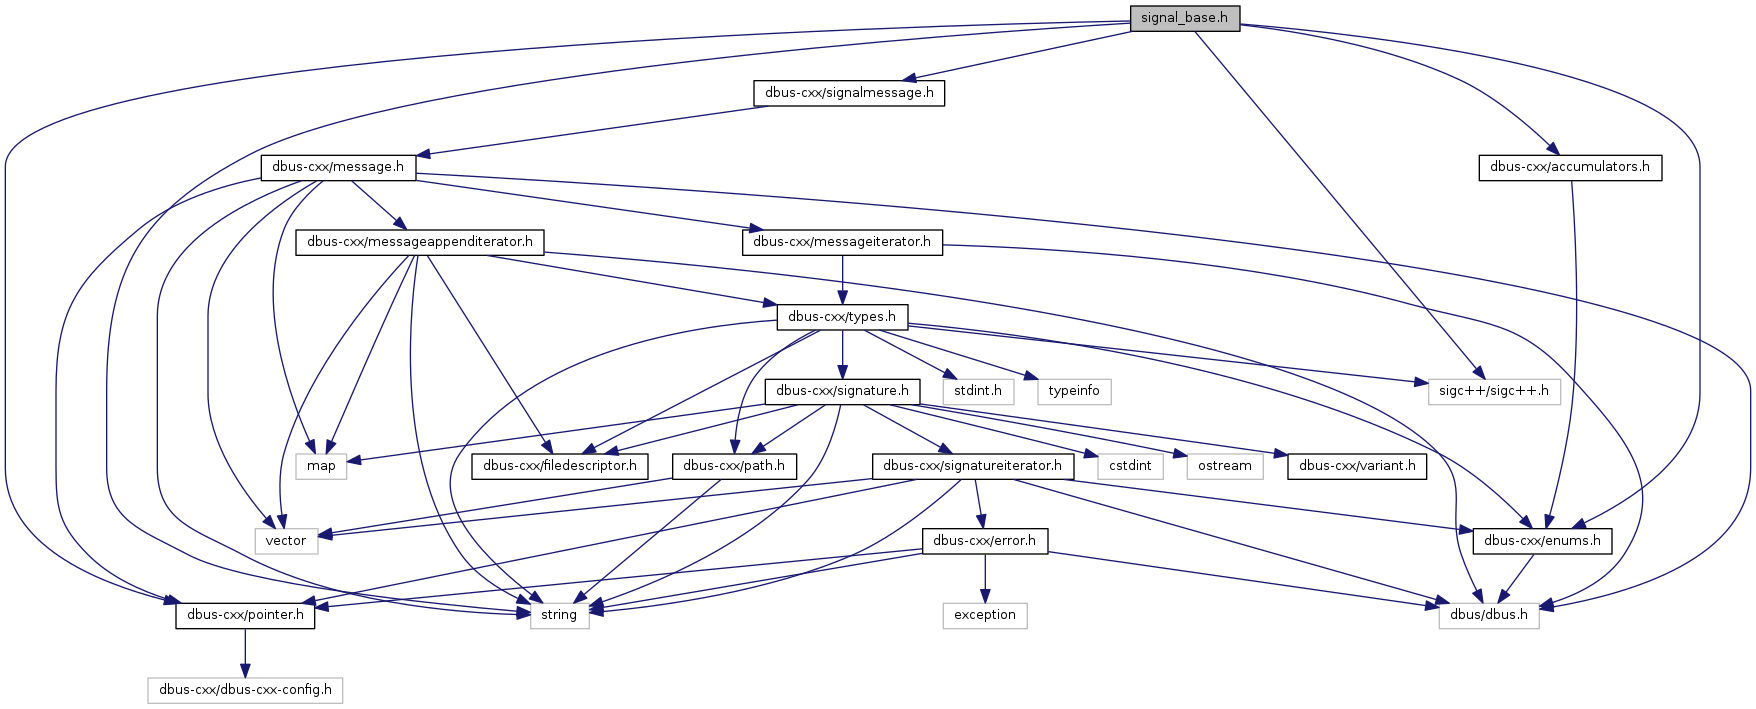 signal_base.h
dbus-cxx/signalmessage.h
dbus-cxx/message.h
dbus-cxx/accumulators.h
dbus-cxx/messageappenditerator.h
dbus-cxx/messageiterator.h
dbus-cxx/types.h
dbus-cxx/signature.h
stdint.h
typeinfo
sigc++/sigc++.h
map
dbus-cxx/filedescriptor.h
dbus-cxx/path.h
dbus-cxx/signatureiterator.h
cstdint
ostream
dbus-cxx/variant.h
vector
dbus-cxx/error.h
dbus-cxx/enums.h
dbus-cxx/pointer.h
string
exception
dbus/dbus.h
dbus-cxx/dbus-cxx-config.h